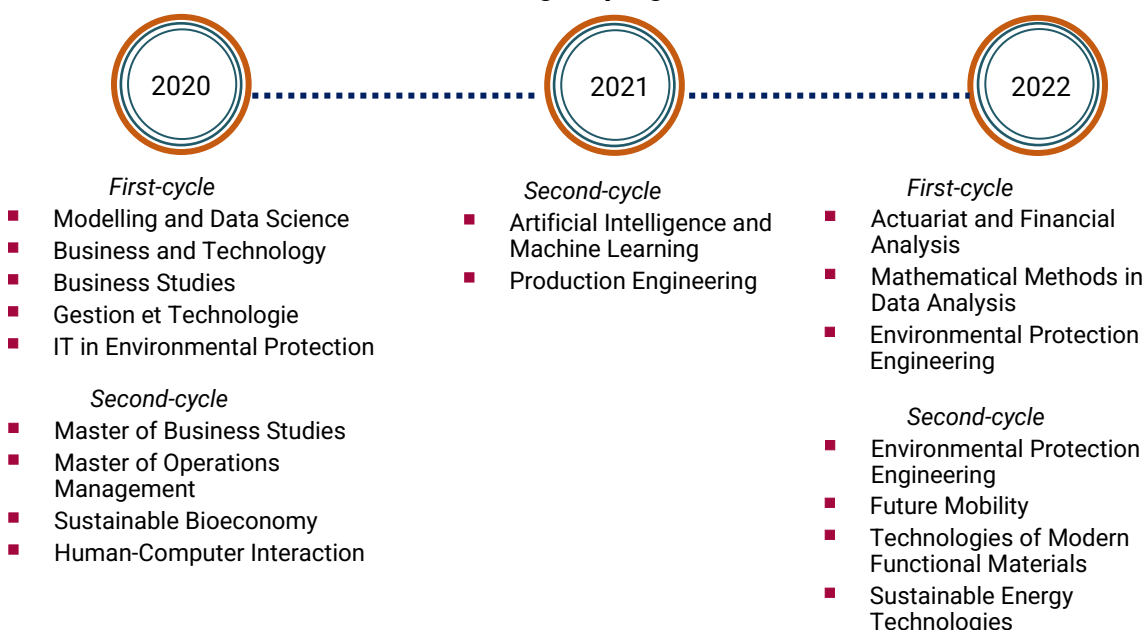 2020
2021
2022
First-cycle
Modelling and Data Science
Business and Technology
Business Studies
Gestion et Technologie
IT in Environmental Protection
Second-cycle
Master of Business Studies
Master of Operations
Management
Sustainable Bioeconomy
Human-Computer Interaction
Second-cycle
Artificial Intelligence and
Machine Learning
Production Engineering
First-cycle
Actuariat and Financial
Analysis
Mathematical Methods in
Data Analysis
Environmental Protection
Engineering
Second-cycle
Environmental Protection
Engineering
Future Mobility
Technologies of Modern
Functional Materials
Sustainable Energy
Technologies